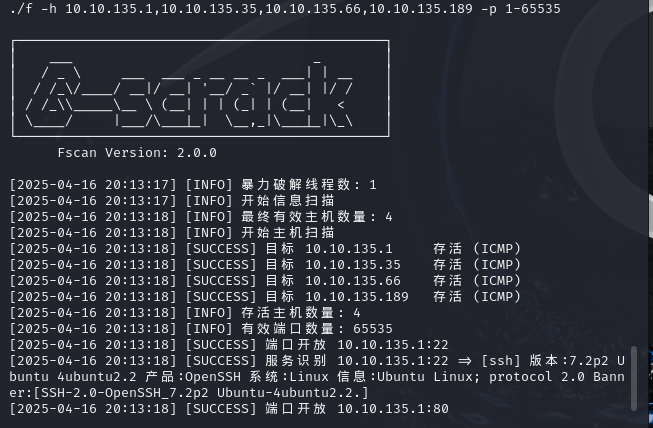 ./f -h 10.10.135.1,10.10.135.35,10.10.135.66,10.10.135.189 -p 1-65535
Fscan Version: 2.0.0
[2025-04-16 20:13:17] [INFO] 暴力破解线程数: 1
[2025-04-16 20:13:17] [INFO] 开始信息扫描
[2025-04-16 20:13:18] [INFO] 最终有效主机数量: 4
[2025-04-16 20:13:18] [INFO] 开始主机扫描
[2025-04-16 20:13:18] [SUCCESS] 目标 10.10.135.1 存活 (ICMP)
[2025-04-16 20:13:18] [SUCCESS] 目标 10.10.135.35 存活 (ICMP)
[2025-04-16 20:13:18] [SUCCESS] 目标 10.10.135.66 存活 (ICMP)
[2025-04-16 20:13:18] [SUCCESS] 目标 10.10.135.189 存活 (ICMP)
[2025-04-16 20:13:18] [INFO] 存活主机数量: 4
[2025-04-16 20:13:18] [INFO] 有效端口数量: 65535
[2025-04-16 20:13:18] [SUCCESS] 端口开放 10.10.135.1:22
[2025-04-16 20:13:18] [SUCCESS] 服务识别 10.10.135.1:22 => [ssh] 版本:7.2p2 U
buntu 4ubuntu2.2 产品:OpenSSH 系统:Linux 信息:Ubuntu Linux; protocol 2.0 Bann
er:[SSH-2.0-OpenSSH_7.2p2 Ubuntu-4ubuntu2.2.]
[2025-04-16 20:13:18] [SUCCESS] 端口开放 10.10.135.1:80